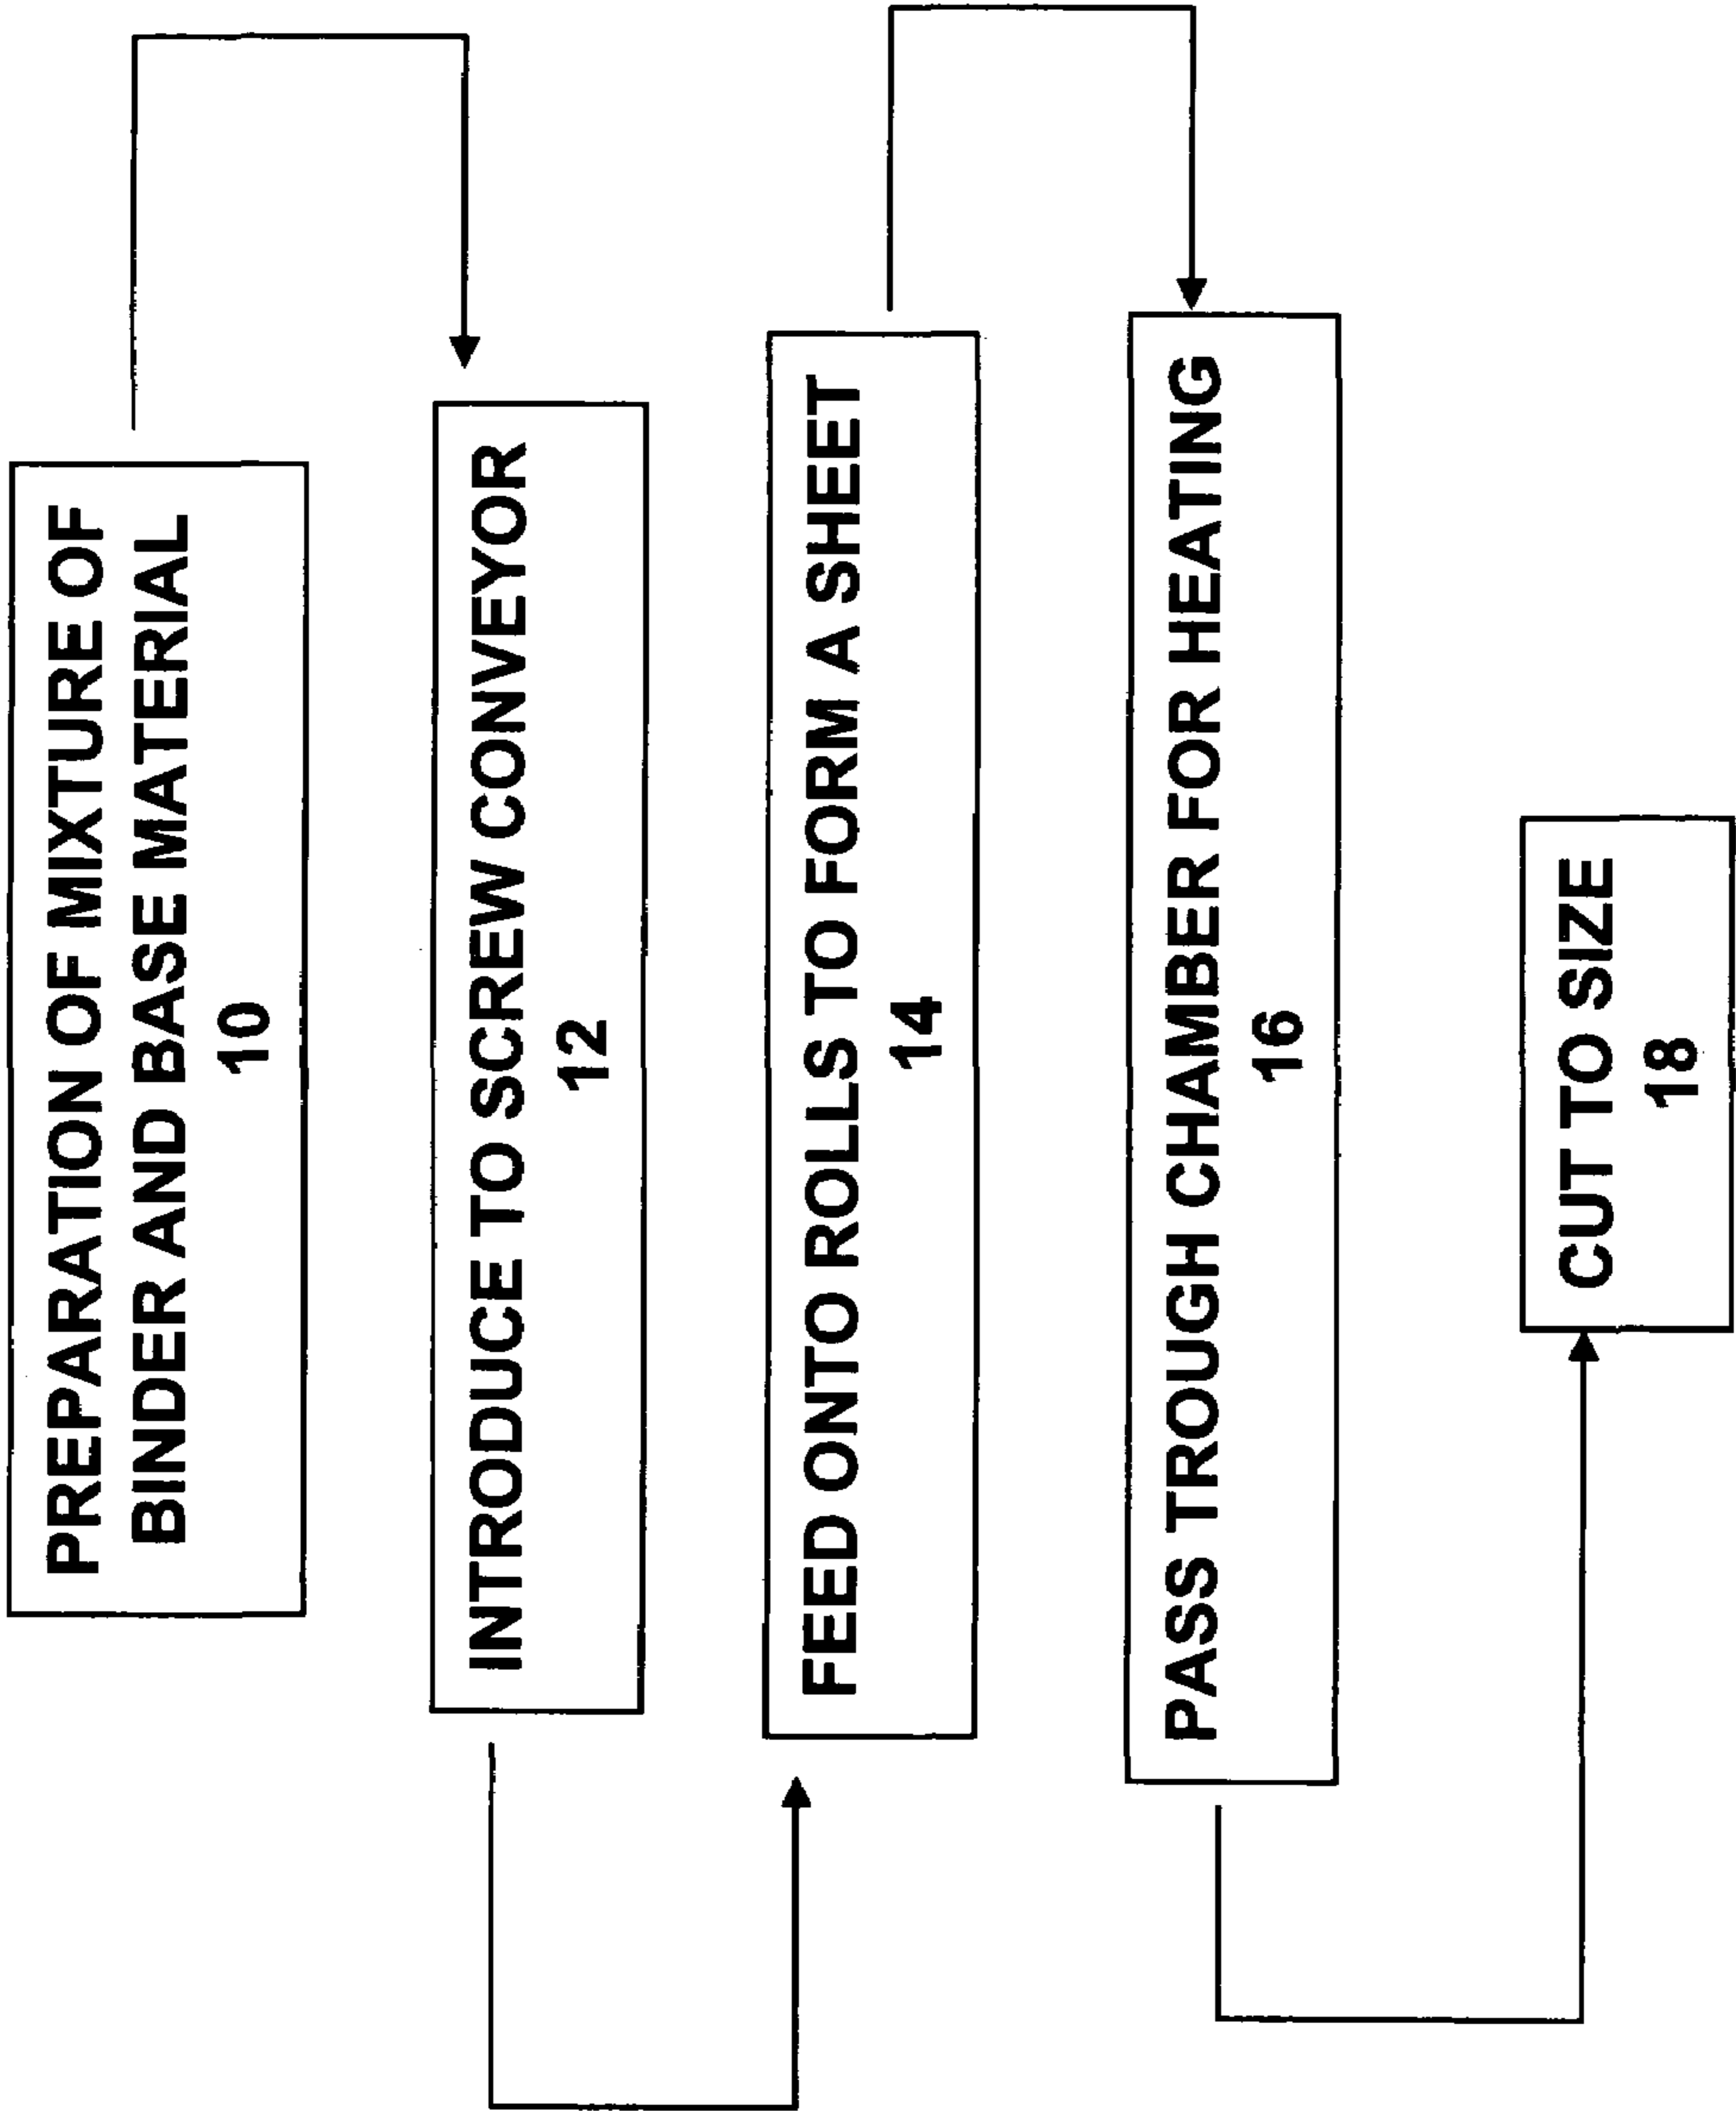 PREPARATION OF MIXTURE OF
BINDER AND BASE MATERIAL
10
INTRODUCE TO SCREW CONVEYOR
12
FEED ONTO ROLLS TO FORM A SHEET
14
PASS TROUGH CHAMBER FOR HEATING
16
CUT TO SIZE
18